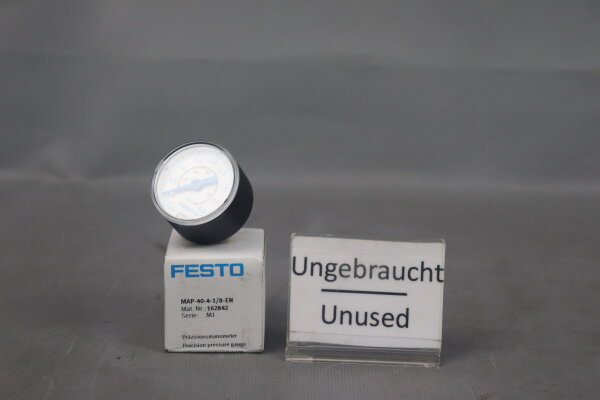 FESTO
MAP-40-4-1/8-EN
Mat. Nr.: 162842
Serie: M1
Präzisionsmanometer
Precision pressure gauge
Ungebraucht
Unused